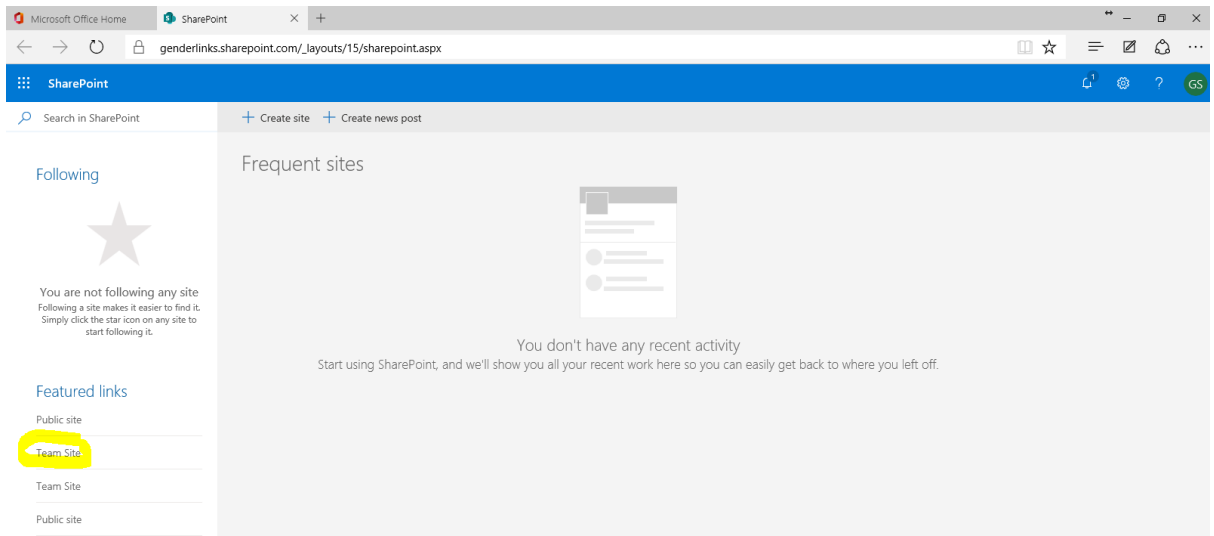 Microsoft Office Home
SharePoint
genderlinks.sharepoint.com/_layouts/15/sharepoint.aspx
SharePoint
1
?
GS
Search in SharePoint
Create site
Create news post
Following
You are not following any site
Following a site makes it easier to find it.
Simply click the star icon on any site to
start following it.
Frequent sites
You don't have any recent activity
Start using SharePoint, and we'll show you all your recent work here so you can easily get back to where you left off.
Featured links
Public site
Team Site
Team Site
Public site